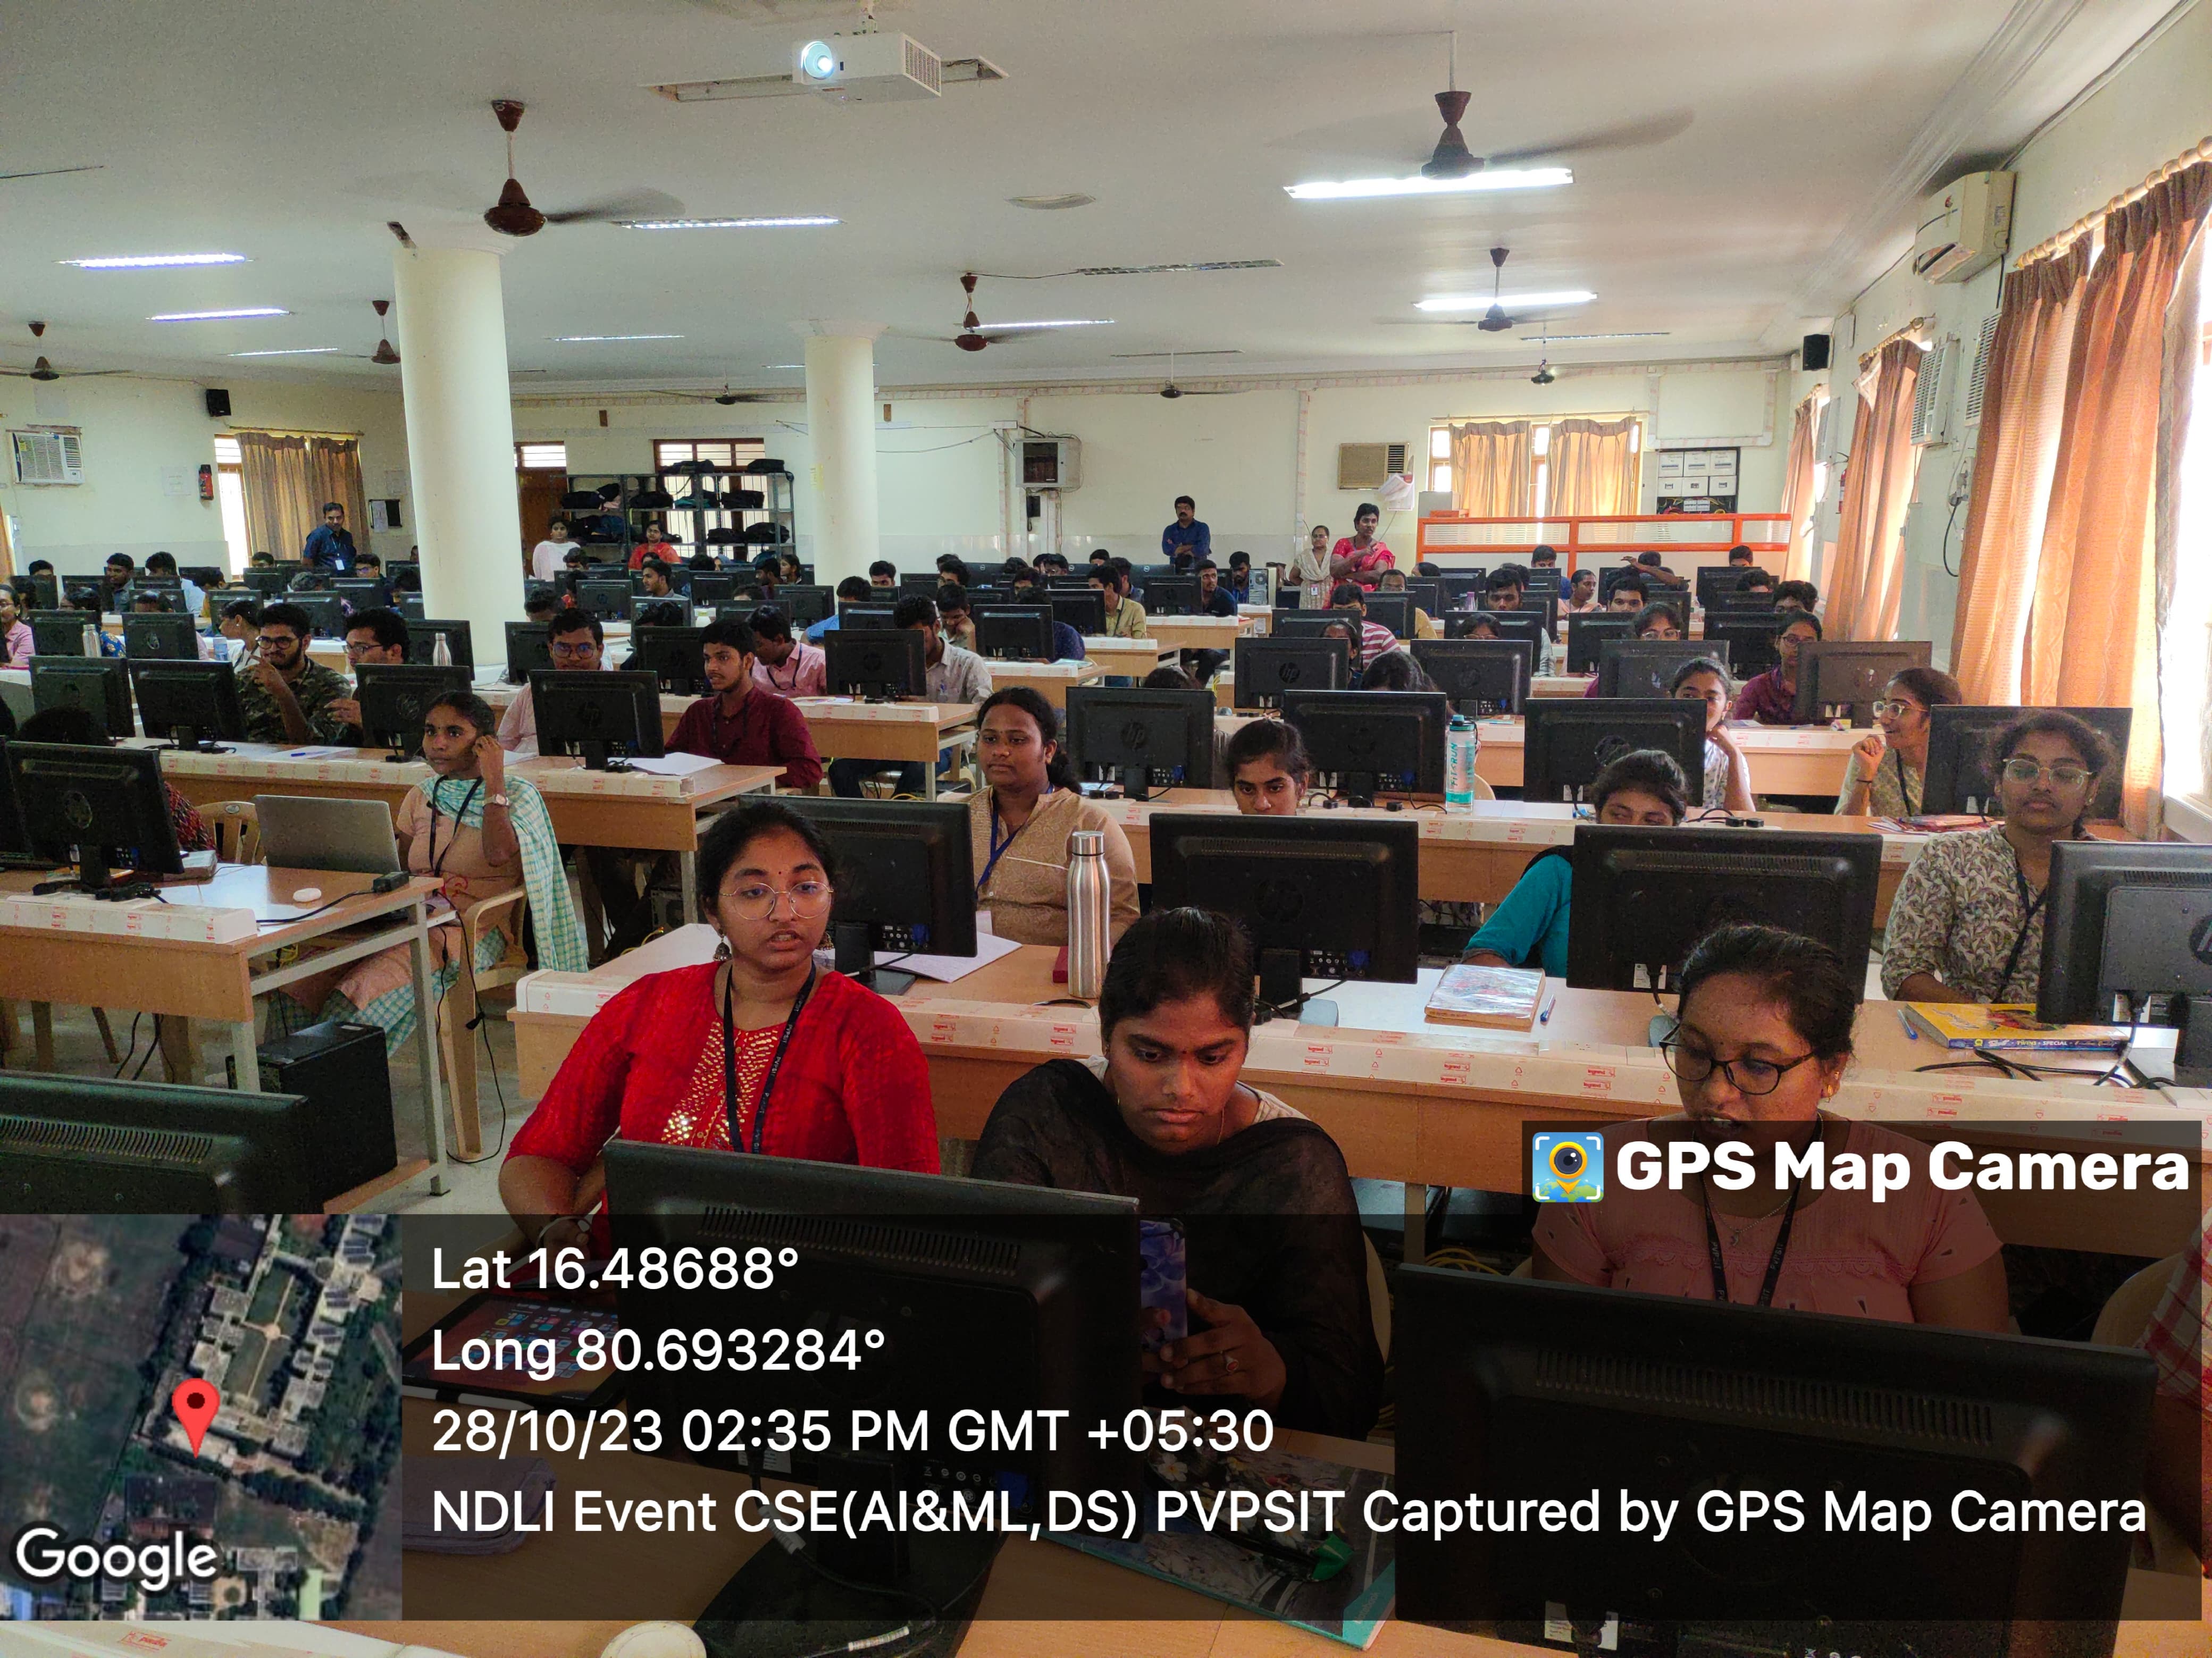 GPS Map Camera
Lat 16.48688°
Long 80.693284°
28/10/23 02:35 PM GMT +05:30
NDLI Event CSE(AI&ML,DS) PVPSIT Captured by GPS Map Camera
Google